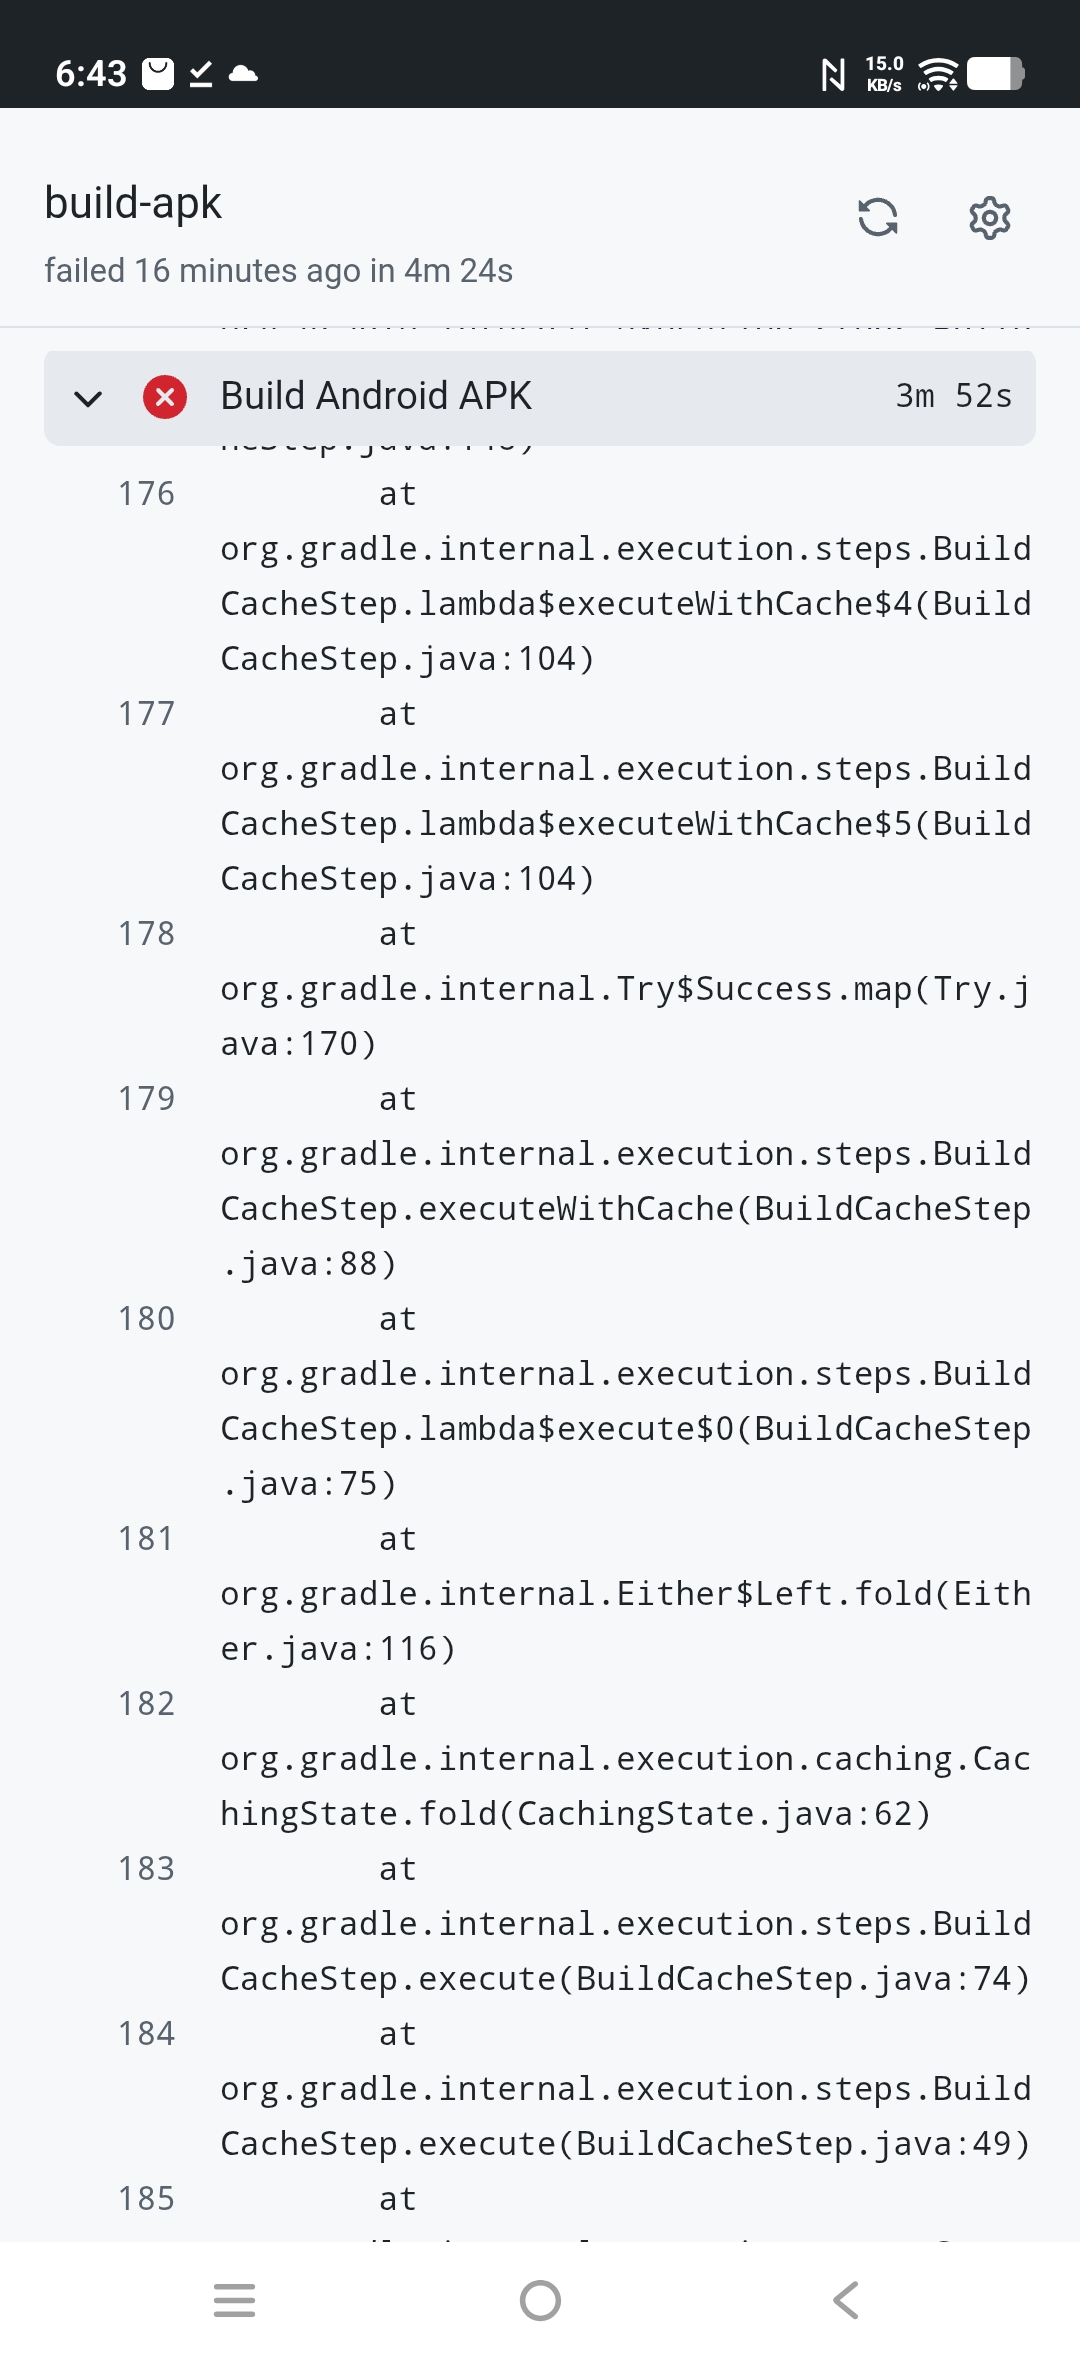 6:43
15.0
KB/s
build-apk
failed 16 minutes ago in 4m 24s
Build Android APK 3m 52s
176 at
org.gradle.internal.execution.steps.Build
CacheStep.lambda$executeWithCache$4(Build
CacheStep.java:104)
177 at
org.gradle.internal.execution.steps.Build
CacheStep.lambda$executeWithCache$5(Build
CacheStep.java:104)
178 at
org.gradle.internal.Try$Success.map(Try.j
ava:170)
179 at
org.gradle.internal.execution.steps.Build
CacheStep.executeWithCache(BuildCacheStep
.java:88)
180 at
org.gradle.internal.execution.steps.Build
CacheStep.lambda$execute$0(BuildCacheStep
.java:75)
181 at
org.gradle.internal.Either$Left.fold(Eith
er.java:116)
182 at
org.gradle.internal.execution.caching.Cac
hingState.fold(CachingState.java:62)
183 at
org.gradle.internal.execution.steps.Build
CacheStep.execute(BuildCacheStep.java:74)
184 at
org.gradle.internal.execution.steps.Build
CacheStep.execute(BuildCacheStep.java:49)
185 at